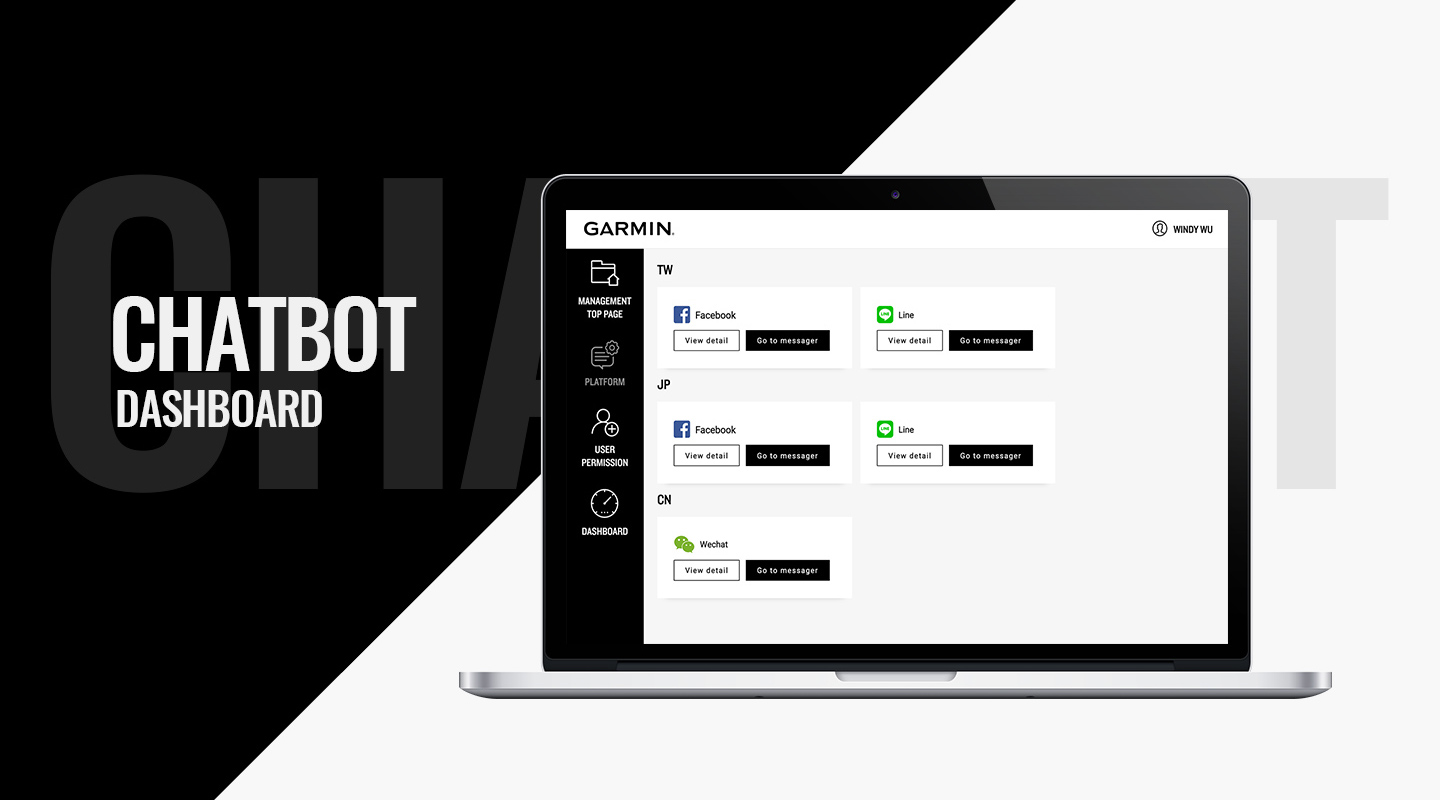 CHAT
CHATBOT
DASHBOARD
GARMIN.
WINDY WU
MANAGEMENT
TOP PAGE
PLATFORM
USER
PERMISSION
DASHBOARD
TW
Facebook
View detail
Go to messager
LINE
Line
View detail
Go to messager
JP
Facebook
View detail
Go to messager
LINE
Line
View detail
Go to messager
CN
Wechat
View detail
Go to messager